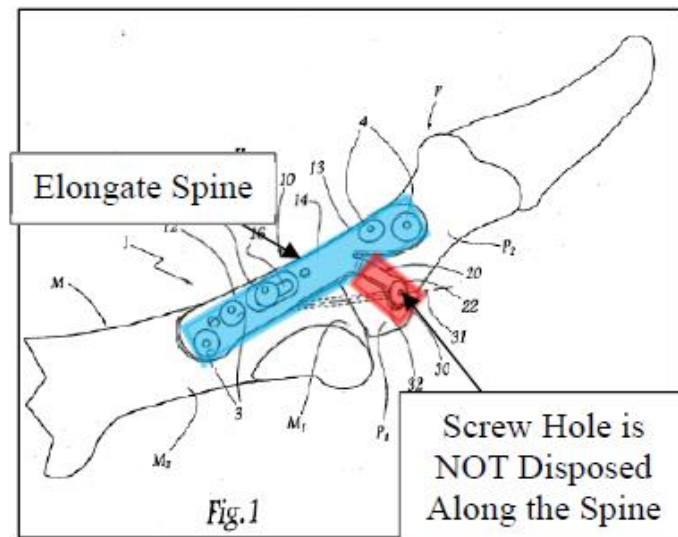 4
13
Elongate Spine
10
14
12
16
1
P₂
20
M
22
31
30
32
3
M₁
M₂
Screw Hole is
NOT Disposed
Along the Spine
Fig.1